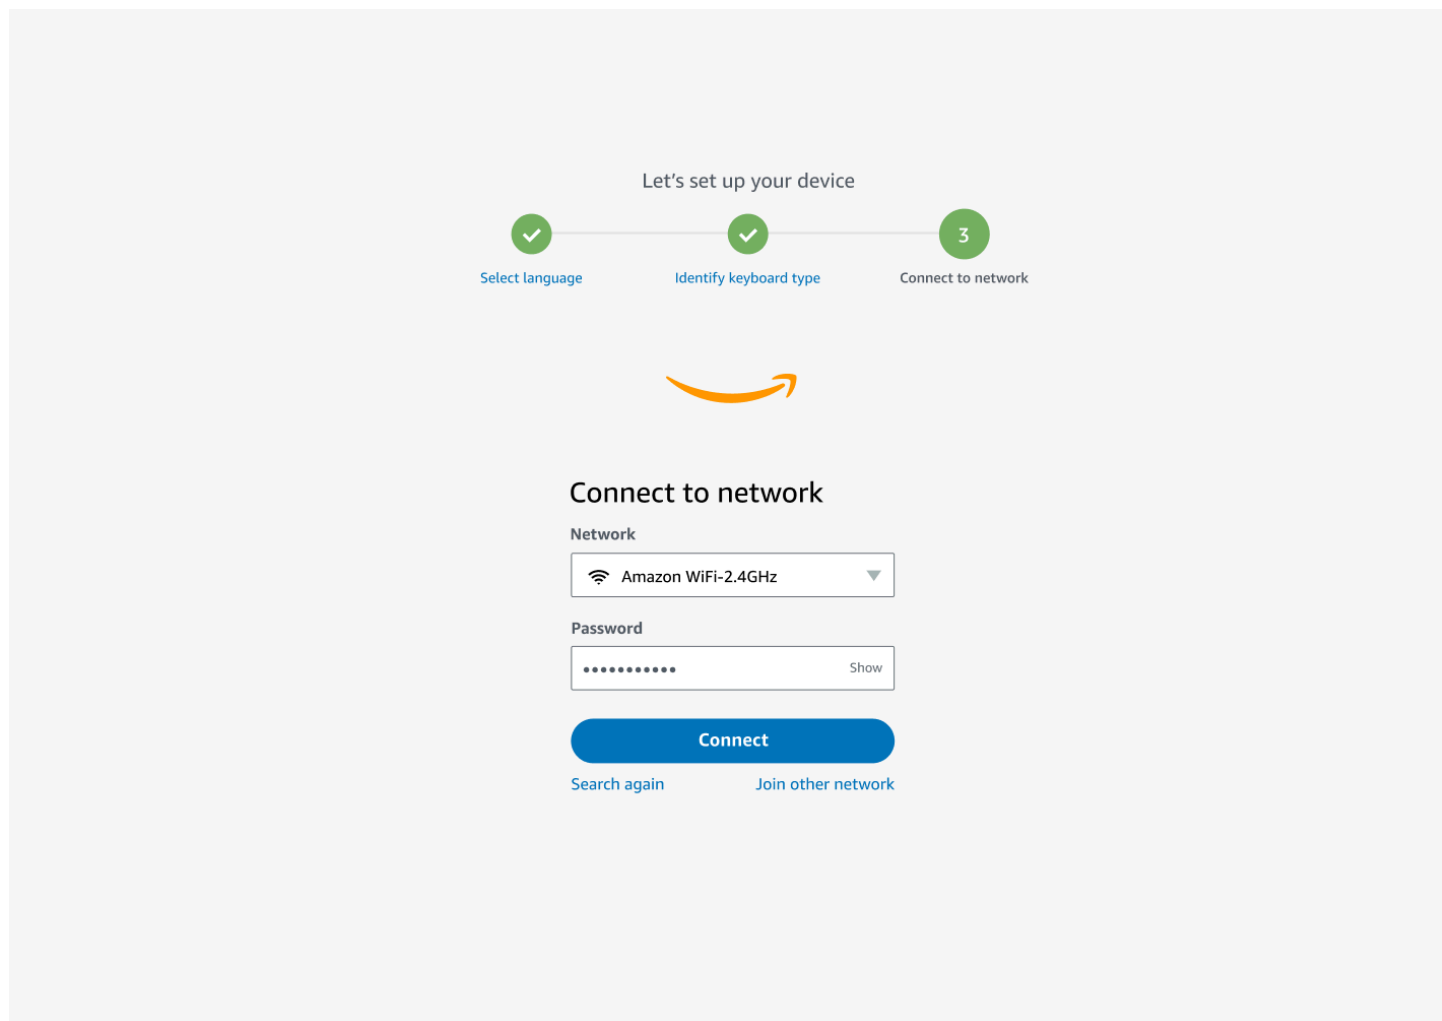 Let’s set up your device
3
Select language
Identify keyboard type
Connect to network
Connect to network
Network
Amazon WiFi-2.4GHz
Password
•••••••••••
Show
Connect
Search again
Join other network